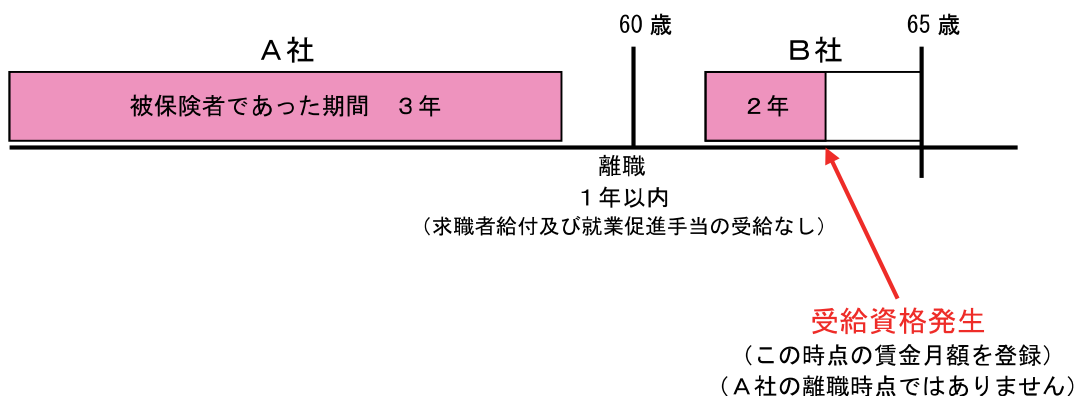 60 歳
65 歳
Ａ社
Ｂ社
被保険者であった期間　３年
２年
離職
１年以内
（求職者給付及び就業促進手当の受給なし）
受給資格発生
（この時点の賃金月額を登録）
（Ａ社の離職時点ではありません）